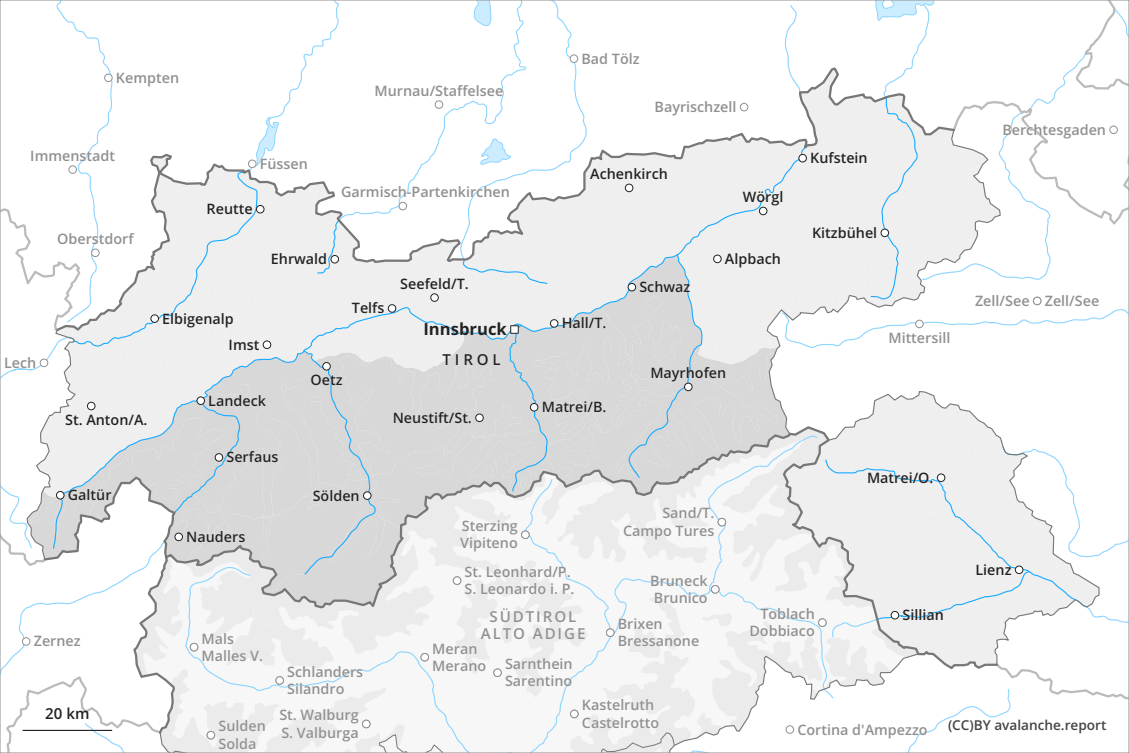 Kempten
Bad Tölz
Murnau/Staffelsee
Bayrischzell
Berchtesgaden
Immenstadt
Füssen
Kufstein
Achenkirch
Garmisch-Partenkirchen
Wörgl
Reutte
Kitzbühel
Oberstdorf
Ehrwald
Alpbach
Seefeld/T.
Schwaz
Zell/See
Zell/See
Telfs
Elbigenalp
Innsbruck
Hall/T.
Mittersill
Imst
TIROL
Lech
Oetz
Mayrhofen
Landeck
Matrei/B.
St. Anton/A.
Neustift/St.
Serfaus
Matrei/O.
Galtür
Sölden
Sand/T.
Campo Tures
Sterzing
Vipiteno
Nauders
Lienz
St. Leonhard/P.
S. Leonardo i. P.
Bruneck
Brunico
Sillian
SÜDTIROL
ALTO ADIGE
Toblach
Dobbiaco
Brixen
Bressanone
Zernez
Mals
Malles V.
Meran
Merano
Sarnthein
Sarentino
Schlanders
Silandro
Kastelruth
Castelrotto
20 km
St. Walburg
S. Valburga
Sulden
Solda
Cortina d'Ampezzo
(CC)BY avalanche.report